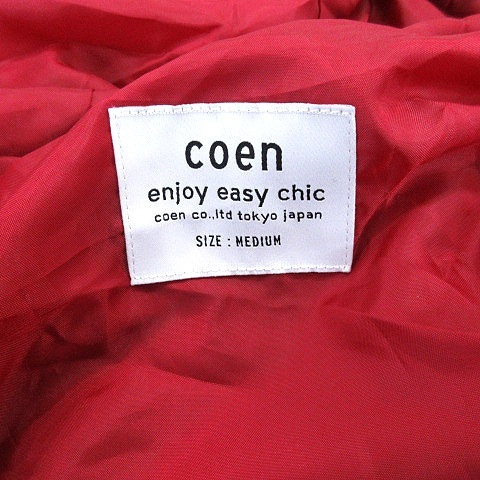 coen
enjoy easy chic
coen co.,ltd tokyo japan
SIZE : MEDIUM